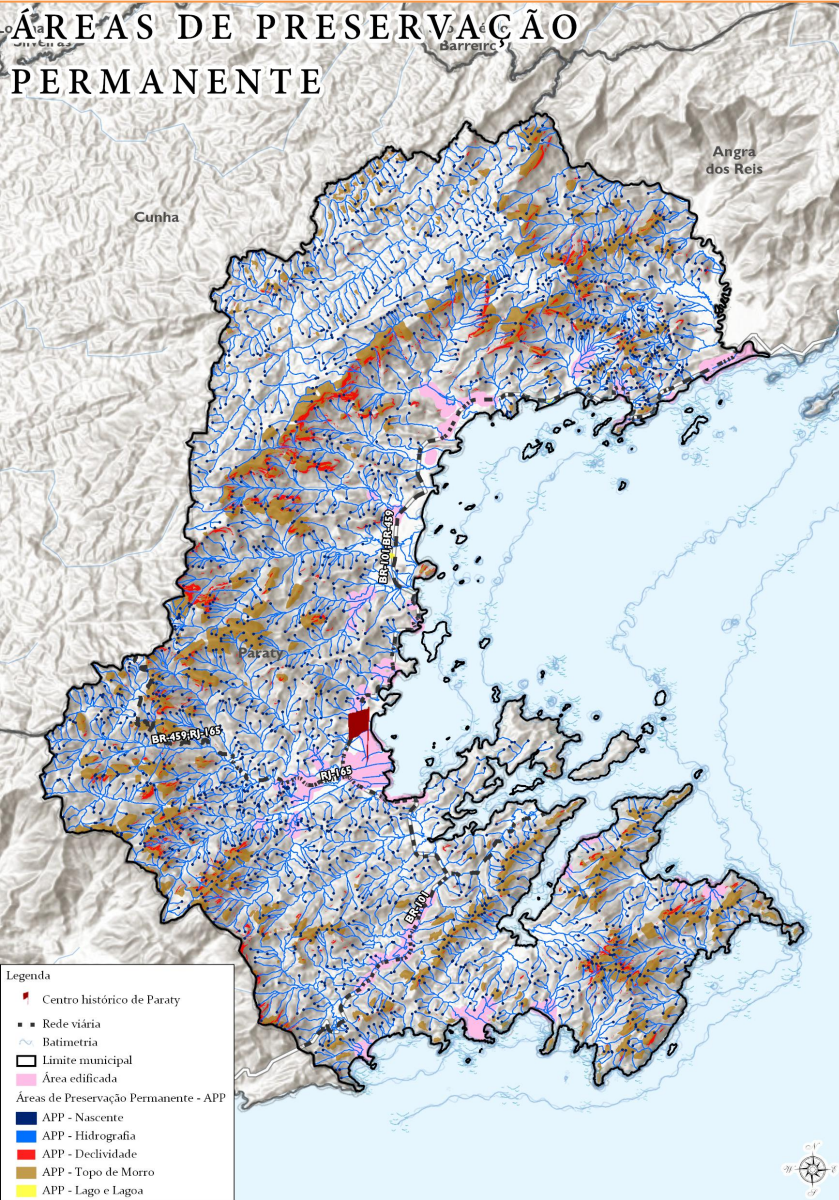 ÁREAS DE PRESERVAÇÃO
PERMANENTE
Silveiras
Barreiro
Angra
dos Reis
Cunha
BR-101;BR-459
Paraty
BR-459;RJ-165
RJ-165
BR-101
Legenda
Centro histórico de Paraty
Rede viária
Batimetria
Limite municipal
Área edificada
Áreas de Preservação Permanente - APP
APP - Nascente
APP - Hidrografia
APP - Declividade
APP - Topo de Morro
APP - Lago e Lagoa
N
W E
S